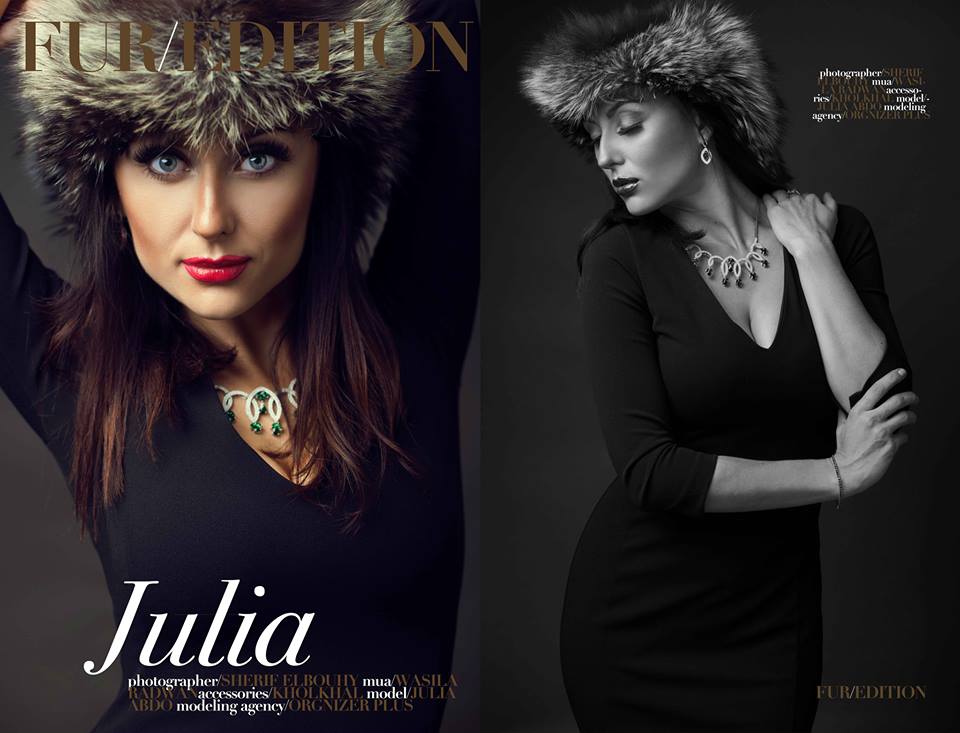 FUR/EDITION
Julia
photographer/SHERIF ELBOUHY mua/WASILA
RADWAN accessories/KHOLKHAL model/JULIA
ABDO modeling agency/ORGNIZER PLUS
photographer/SHERIF
ELBOUHY mua/WASI-
LA RADWAN accesso-
ries/KHOLKHAL model/-
JULIA ABDO modeling
agency/ORGNIZER PLUS
FUR/EDITION